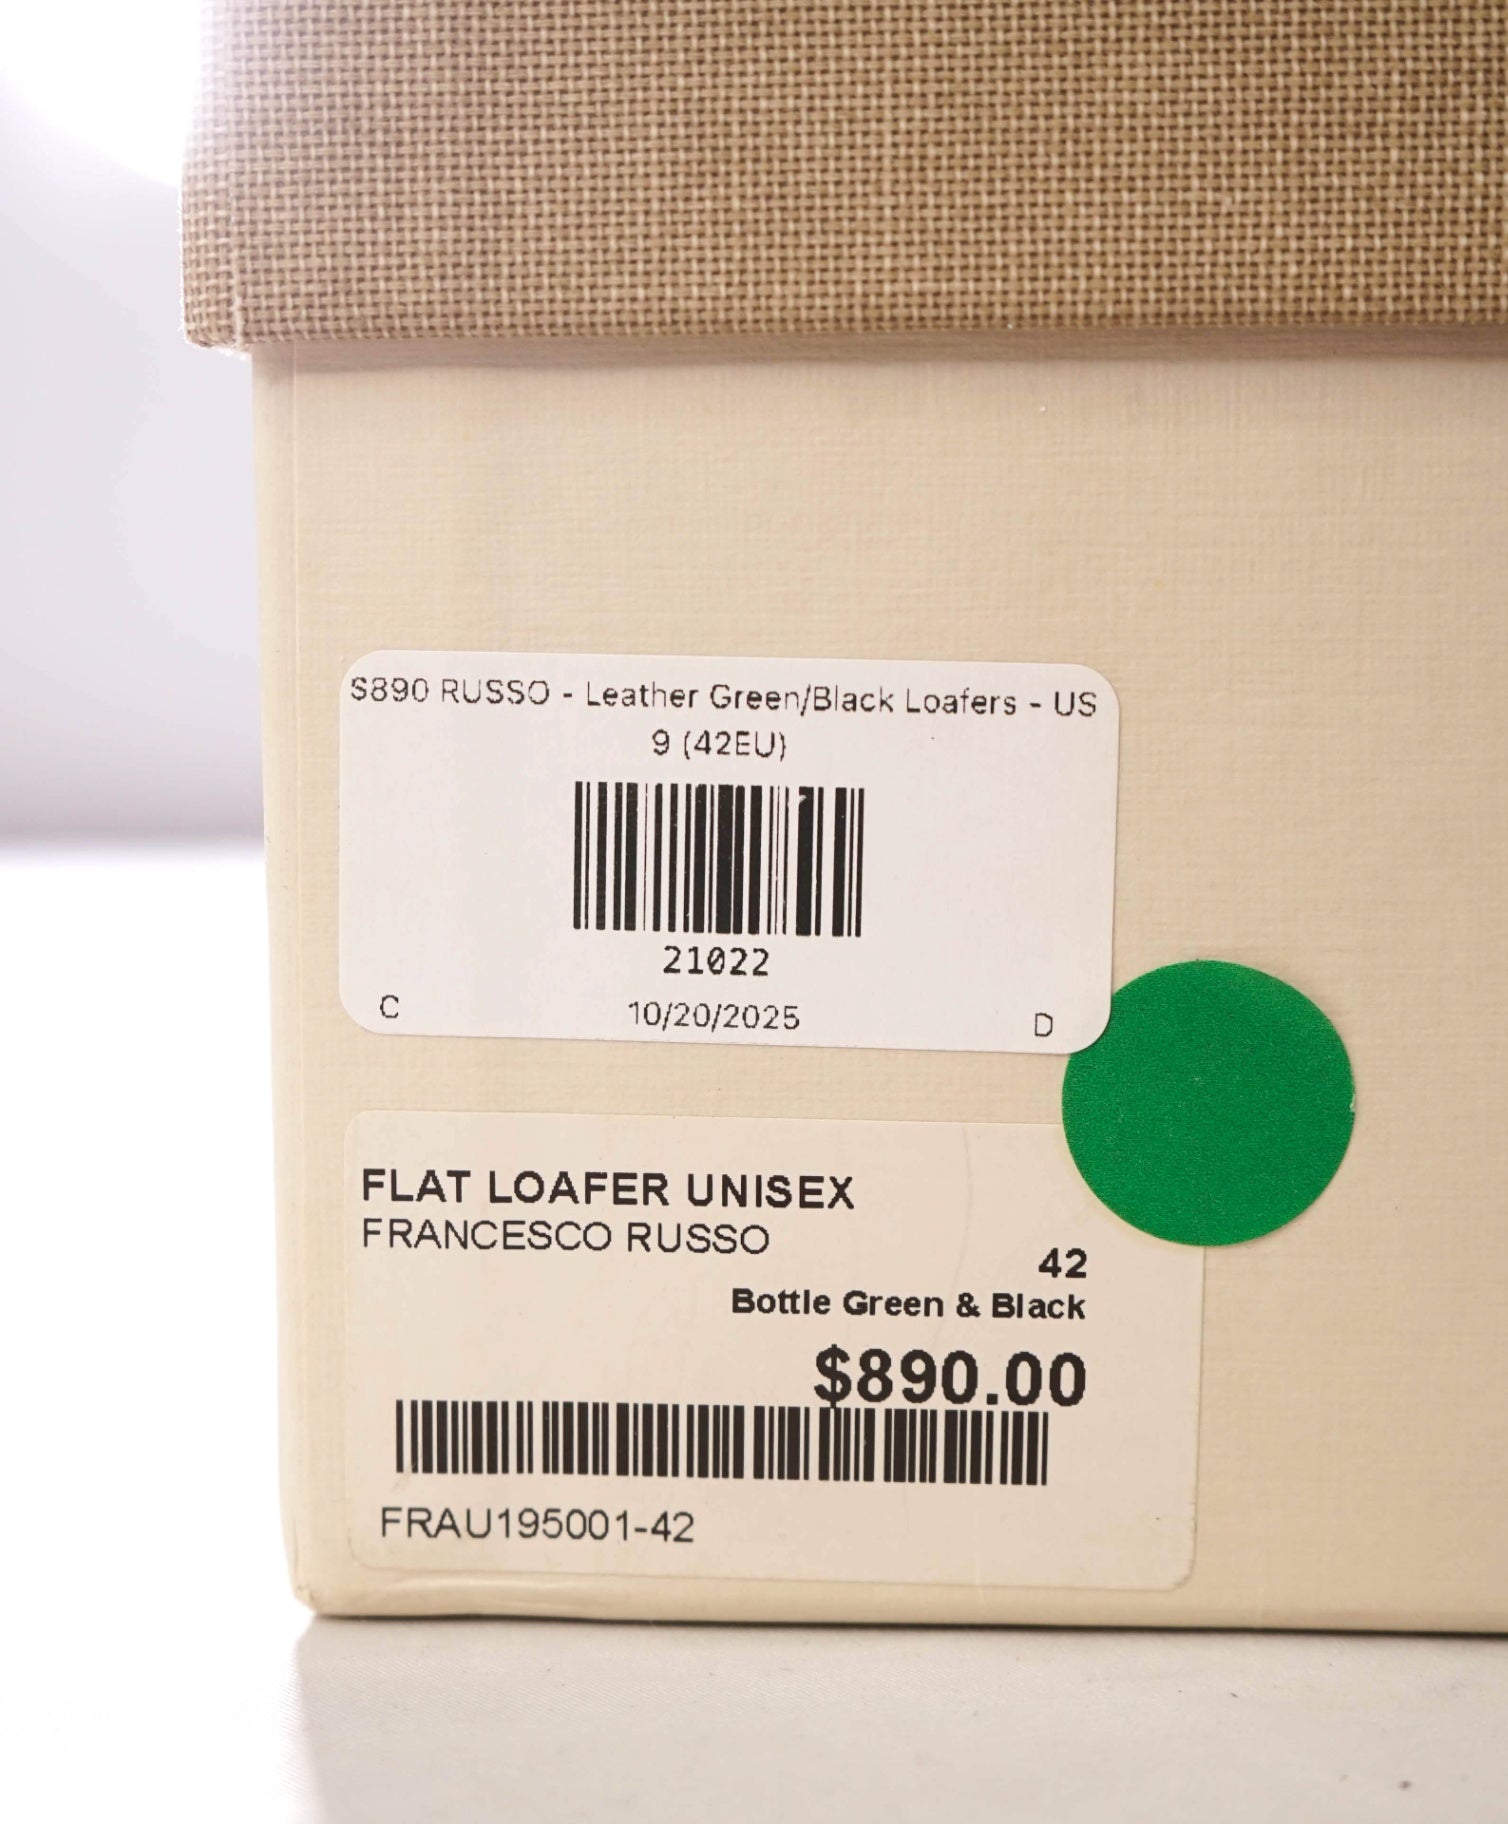 $890 RUSSO - Leather Green/Black Loafers - US
9 (42EU)
21022
C 10/20/2025 D
FLAT LOAFER UNISEX
FRANCESCO RUSSO
42
Bottle Green & Black
$890.00
FRAU195001-42